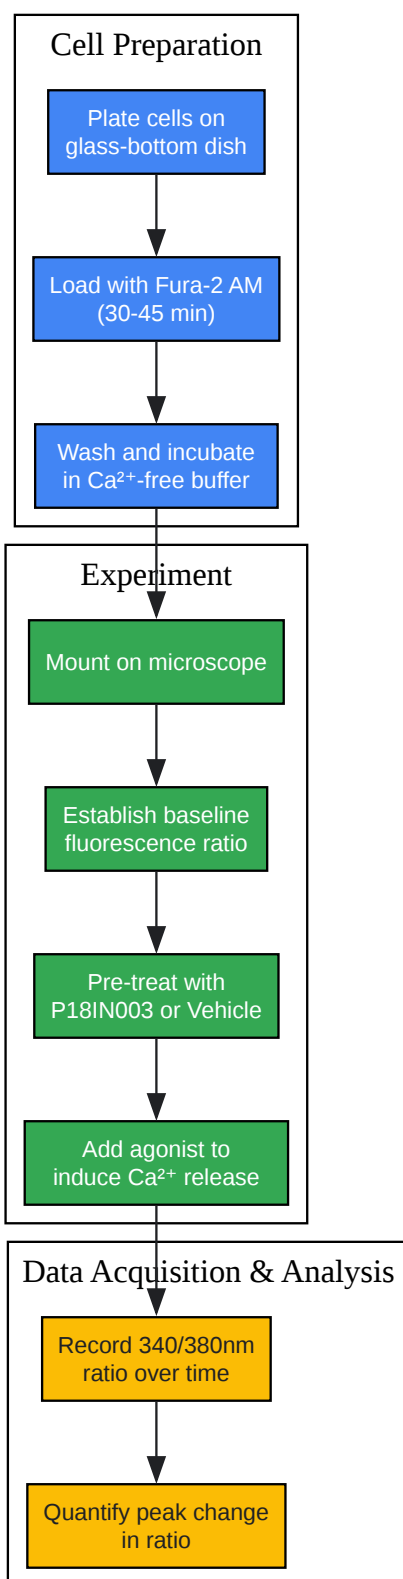 Cell Preparation
Plate cells on
glass-bottom dish
Load with Fura-2 AM
(30-45 min)
Wash and incubate
in Ca²⁺-free buffer
Experiment
Mount on microscope
Establish baseline
fluorescence ratio
Pre-treat with
P18IN003 or Vehicle
Add agonist to
induce Ca²⁺ release
Data Acquisition & Analysis
Record 340/380nm
ratio over time
Quantify peak change
in ratio